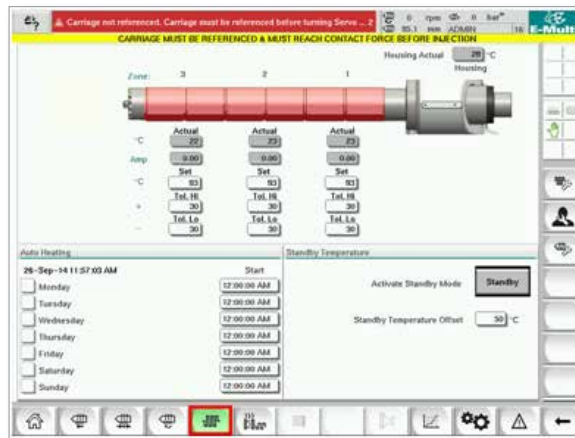 Carriage not referenced. Carriage must be referenced before turning Servo ... 2
0 rpm 0 bar
85.1 mm ADMIN 16
E-Mult
CARRIAGE MUST BE REFERENCED & MUST REACH CONTACT FORCE BEFORE INJECTION
Housing Actual 28 °C
Housing
Zone: 3 2 1
Actual Actual Actual
°C 22 23 23
Amp 0.00 0.00 0.00
Set Set Set
°C 93 93 93
Tol. Hi Tol. Hi Tol. Hi
+ 30 30 30
Tol. Lo Tol. Lo Tol. Lo
- 30 30 30
Auto Heating
26-Sep-14 11:57:03 AM Start
Monday 12:00:00 AM
Tuesday 12:00:00 AM
Wednesday 12:00:00 AM
Thursday 12:00:00 AM
Friday 12:00:00 AM
Saturday 12:00:00 AM
Sunday 12:00:00 AM
Standby Temperature
Activate Standby Mode Standby
Standby Temperature Offset 50 °C